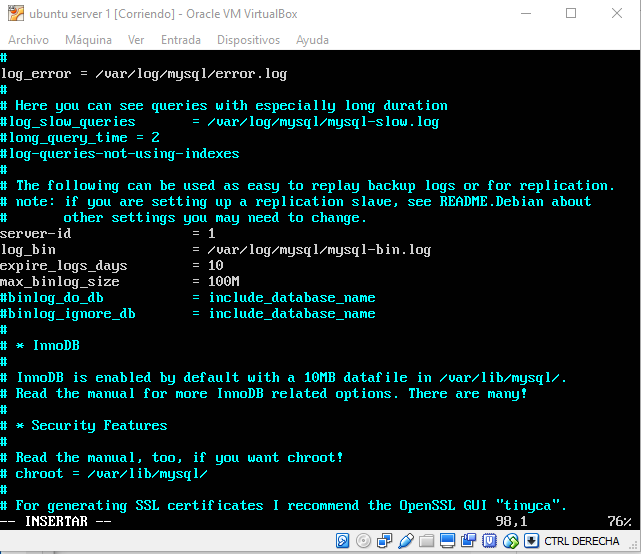 ubuntu server 1 [Corriendo] - Oracle VM VirtualBox
Archivo Máquina Ver Entrada Dispositivos Ayuda
#
log_error = /var/log/mysql/error.log
#
# Here you can see queries with especially long duration
#log_slow_queries = /var/log/mysql/mysql-slow.log
#long_query_time = 2
#log-queries-not-using-indexes
#
# The following can be used as easy to replay backup logs or for replication.
# note: if you are setting up a replication slave, see README.Debian about
# other settings you may need to change.
server-id = 1
log_bin = /var/log/mysql/mysql-bin.log
expire_logs_days = 10
max_binlog_size = 100M
#binlog_do_db = include_database_name
#binlog_ignore_db = include_database_name
#
# * InnoDB
#
# InnoDB is enabled by default with a 10MB datafile in /var/lib/mysql/.
# Read the manual for more InnoDB related options. There are many!
#
# * Security Features
#
# Read the manual, too, if you want chroot!
# chroot = /var/lib/mysql/
#
# For generating SSL certificates I recommend the OpenSSL GUI "tinyca".
-- INSERTAR -- 98,1 76%
CTRL DERECHA